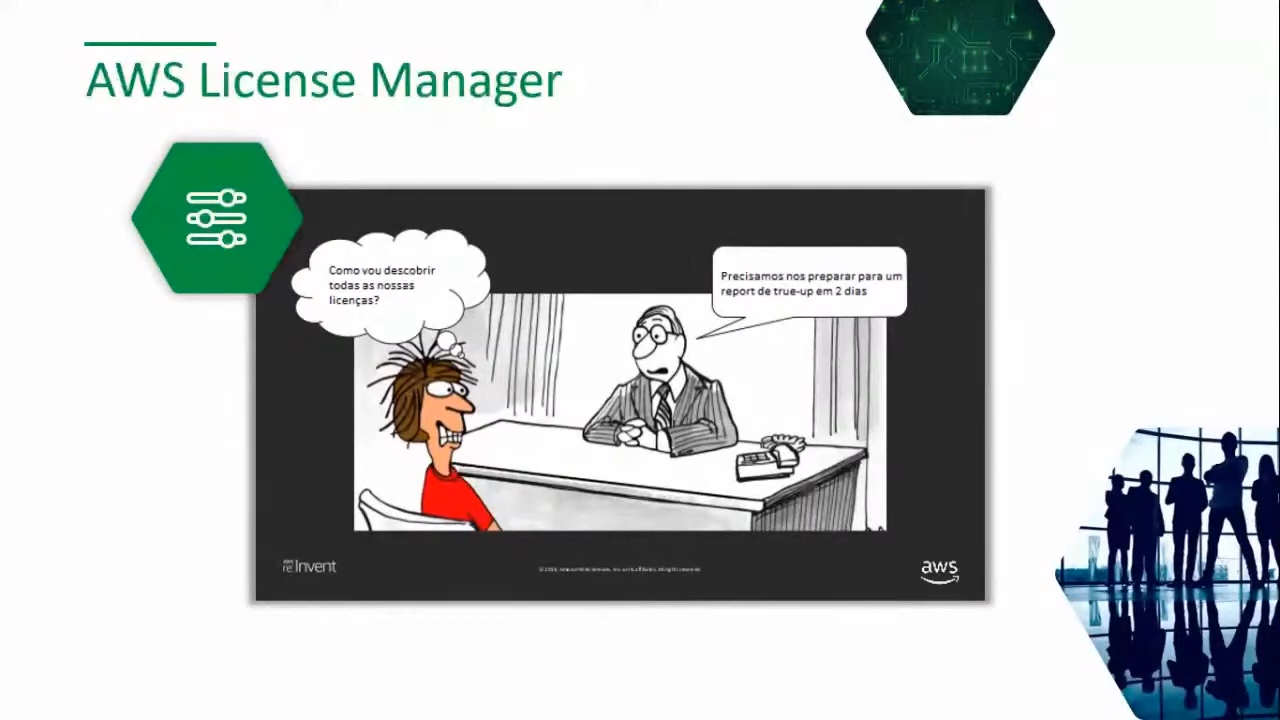 AWS License Manager
Como vou descobrir
todas as nossas
licenças?
Precisamos nos preparar para um
report de true-up em 2 dias
aws
re:Invent
aws